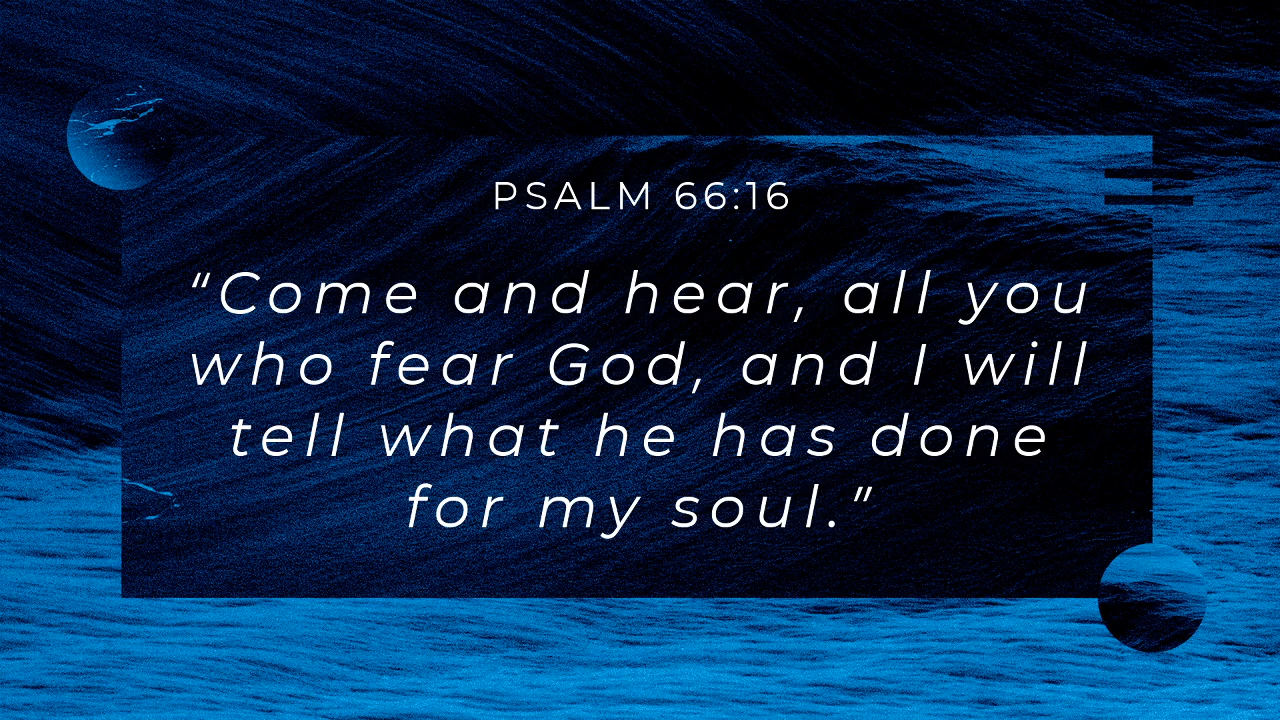 PSALM 66:16
“Come and hear, all you
who fear God, and I will
tell what he has done
for my soul.”